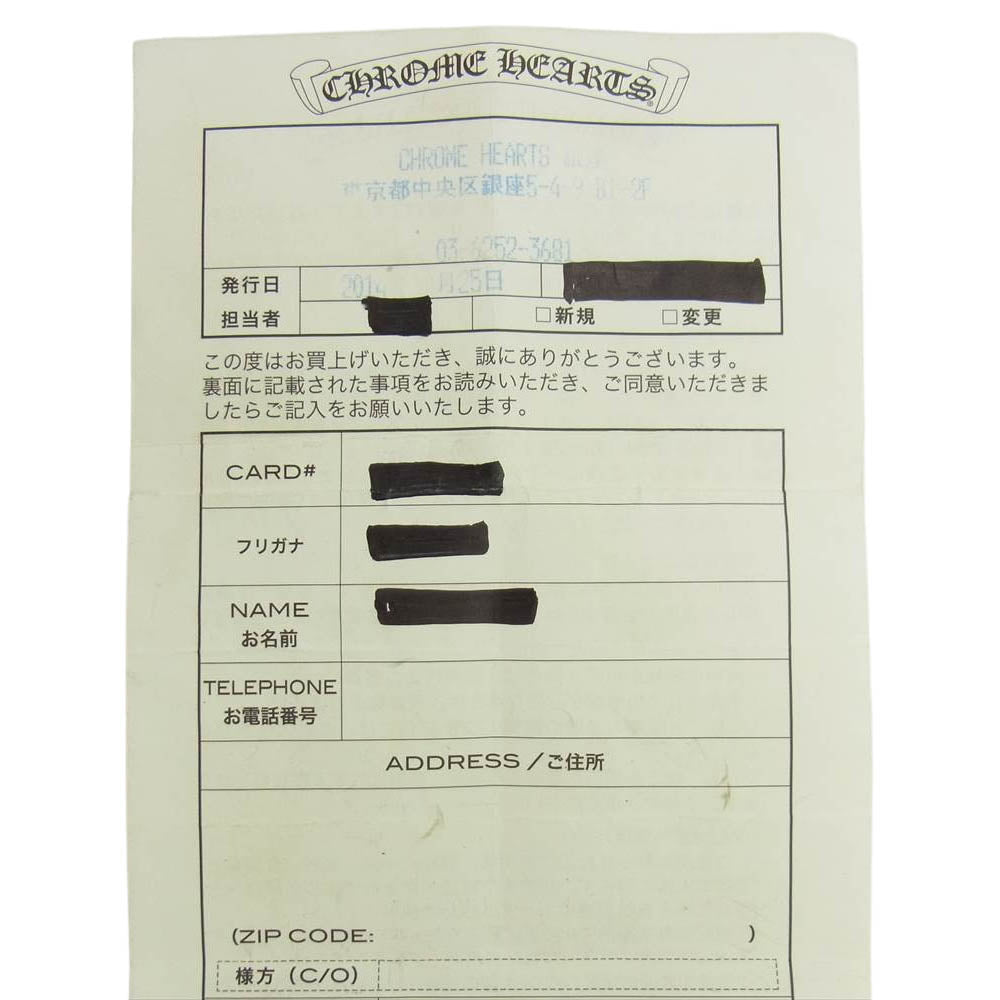 CHROME HEARTS
CHROME HEARTS
東京都中央区銀座5-4-9
03-6252-3681
発行日 月25日
担当者 □新規 □変更
この度はお買上げいただき、誠にありがとうございます。
裏面に記載された事項をお読みいただき、ご同意いただきま
したらご記入をお願いいたします。
CARD#
フリガナ
NAME
お名前
TELEPHONE
お電話番号
ADDRESS/ご住所
(ZIP CODE: )
様方(C/O)